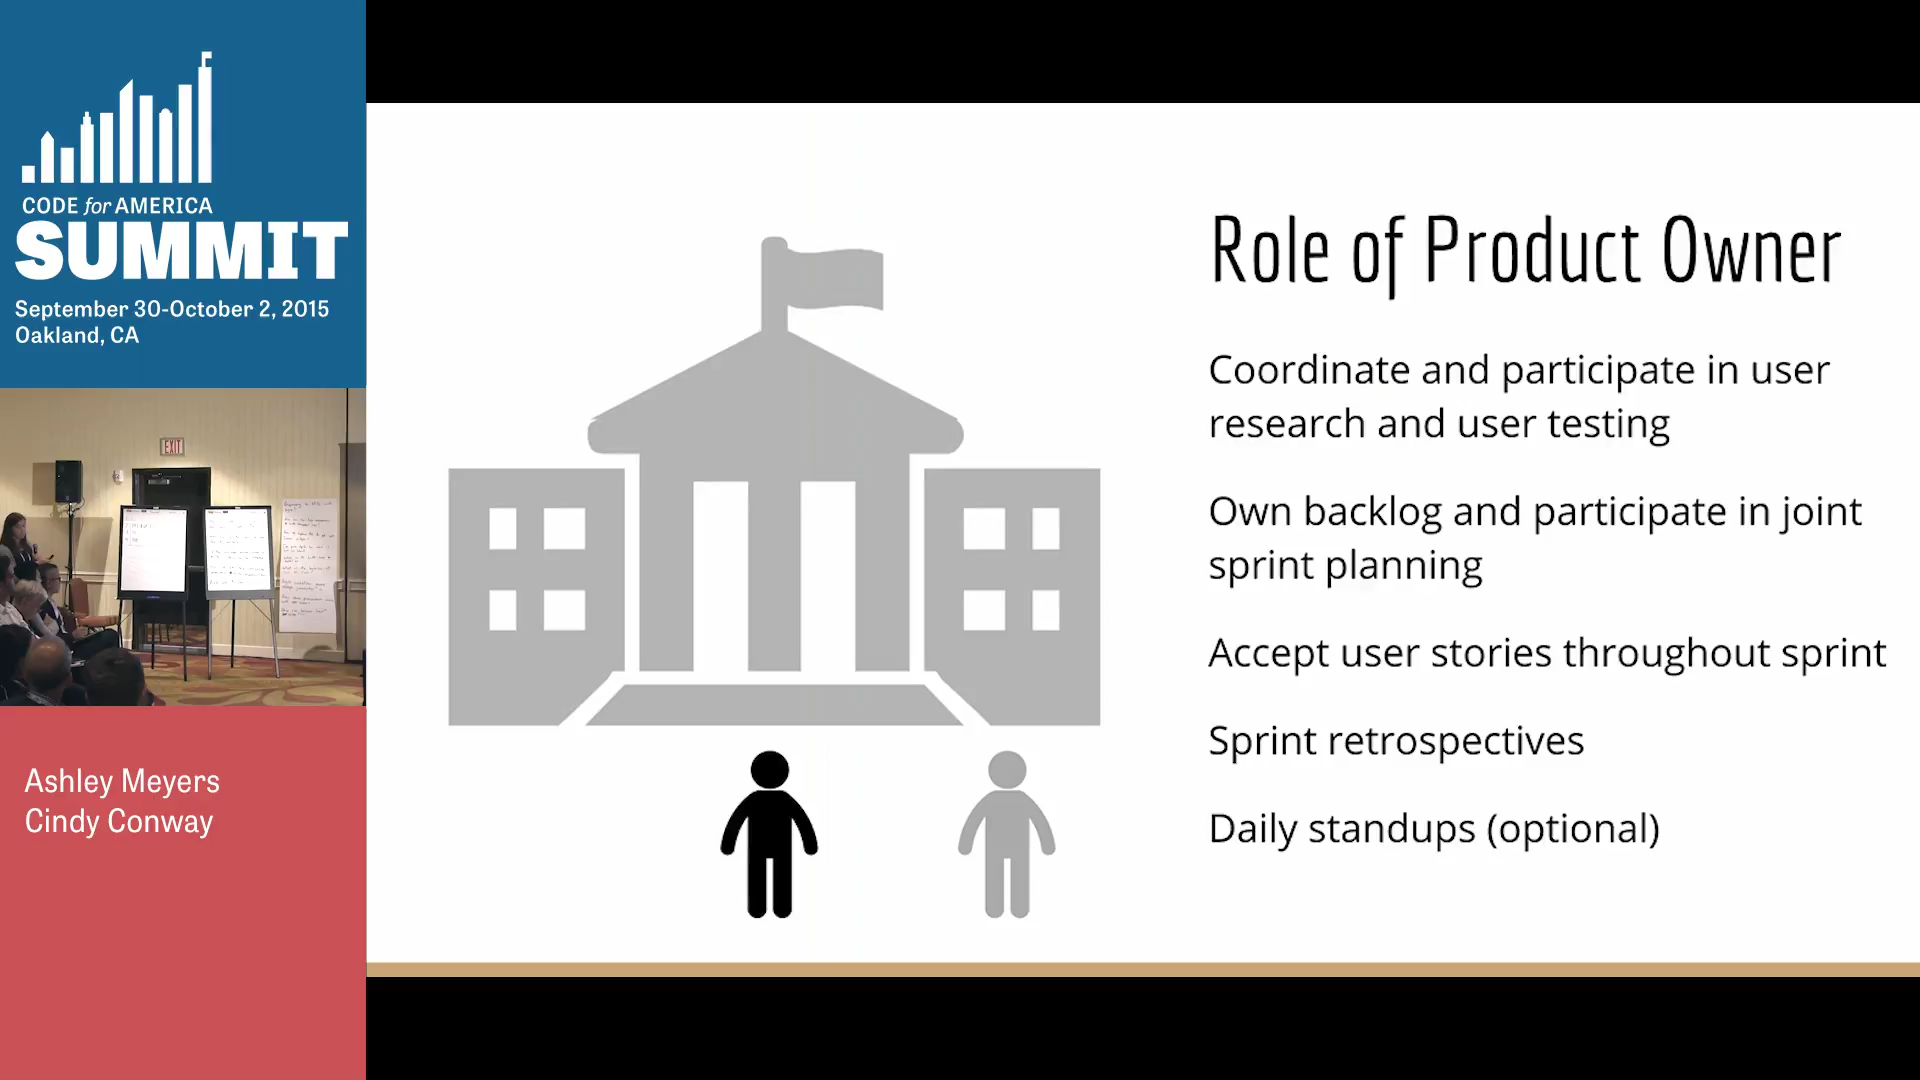 CODE for AMERICA
SUMMIT
September 30-October 2, 2015
Oakland, CA
EXIT
Ashley Meyers
Cindy Conway
Role of Product Owner
Coordinate and participate in user
research and user testing
Own backlog and participate in joint
sprint planning
Accept user stories throughout sprint
Sprint retrospectives
Daily standups (optional)